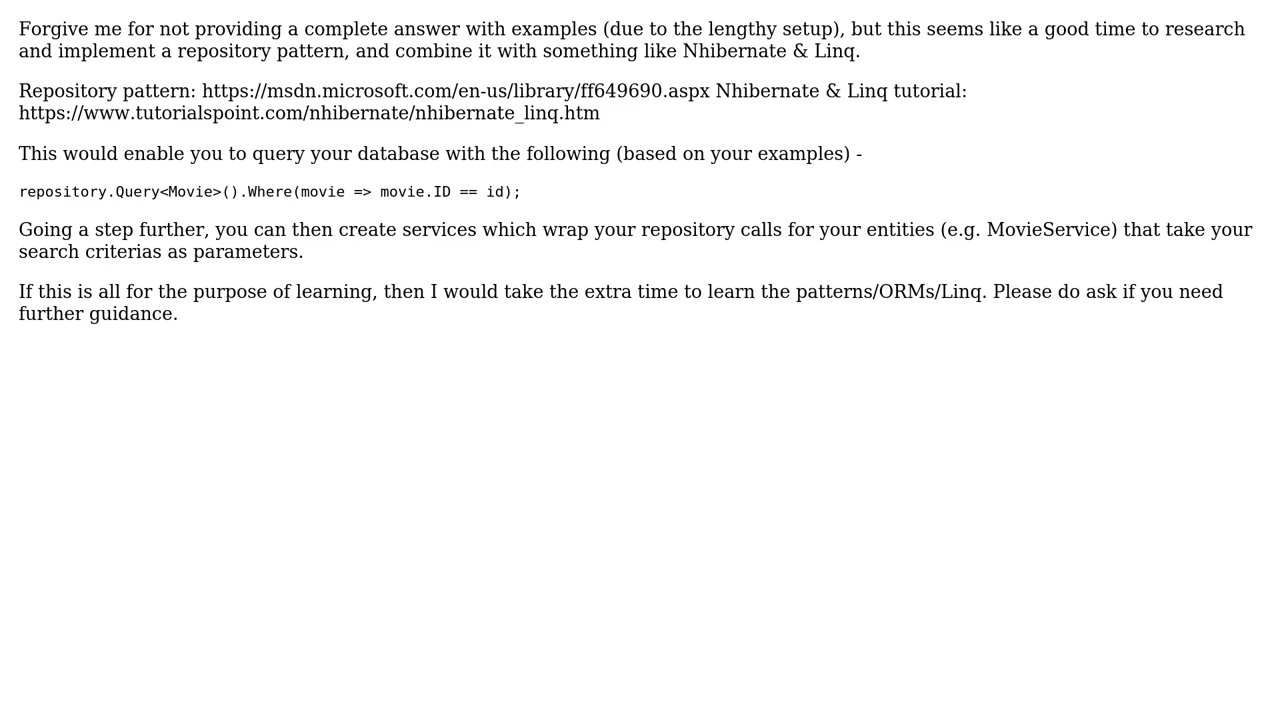 Forgive me for not providing a complete answer with examples (due to the lengthy setup), but this seems like a good time to research
and implement a repository pattern, and combine it with something like Nhibernate & Linq.
Repository pattern: https://msdn.microsoft.com/en-us/library/ff649690.aspx Nhibernate & Linq tutorial:
https://www.tutorialspoint.com/nhibernate/nhibernate_linq.htm
This would enable you to query your database with the following (based on your examples) -
repository.Query<Movie>().Where(movie => movie.ID == id);
Going a step further, you can then create services which wrap your repository calls for your entities (e.g. MovieService) that take your
search criterias as parameters.
If this is all for the purpose of learning, then I would take the extra time to learn the patterns/ORMs/Linq. Please do ask if you need
further guidance.